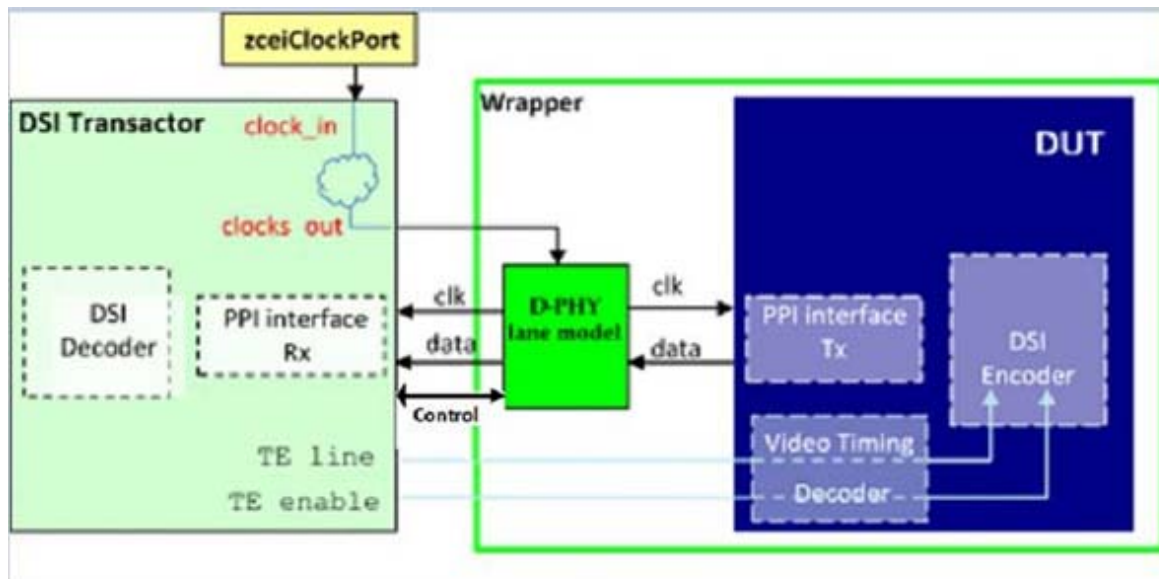 zceiClockPort
DSI Transactor
clock_in
clocks out
DSI
Decoder
PPI interface
Rx
clk
data
Control
TE line
TE enable
Wrapper
D-PHY
lane model
clk
data
DUT
PPI interface
Tx
DSI
Encoder
Video Timing
Decoder